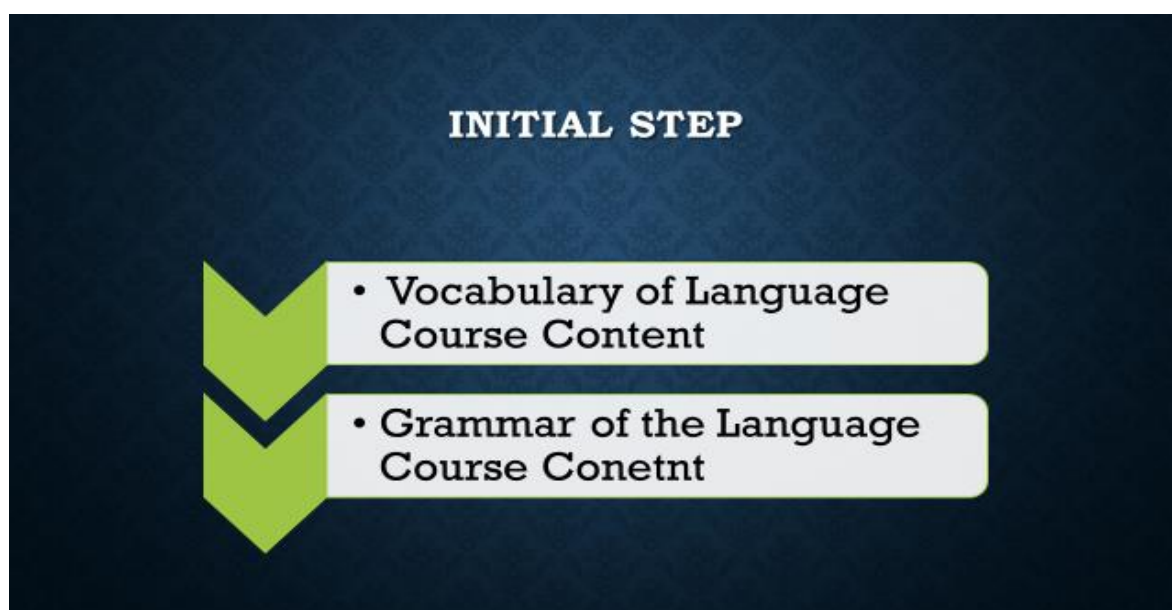 INITIAL STEP
• Vocabulary of Language
Course Content
• Grammar of the Language
Course Conetnt